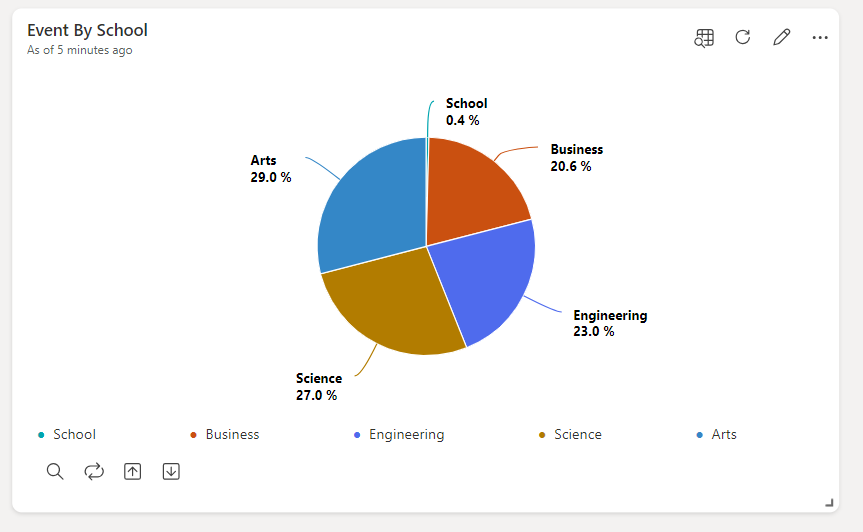 Event By School
As of 5 minutes ago
School
0.4 %
Business
20.6 %
Arts
29.0 %
Engineering
23.0 %
Science
27.0 %
School Business Engineering Science Arts